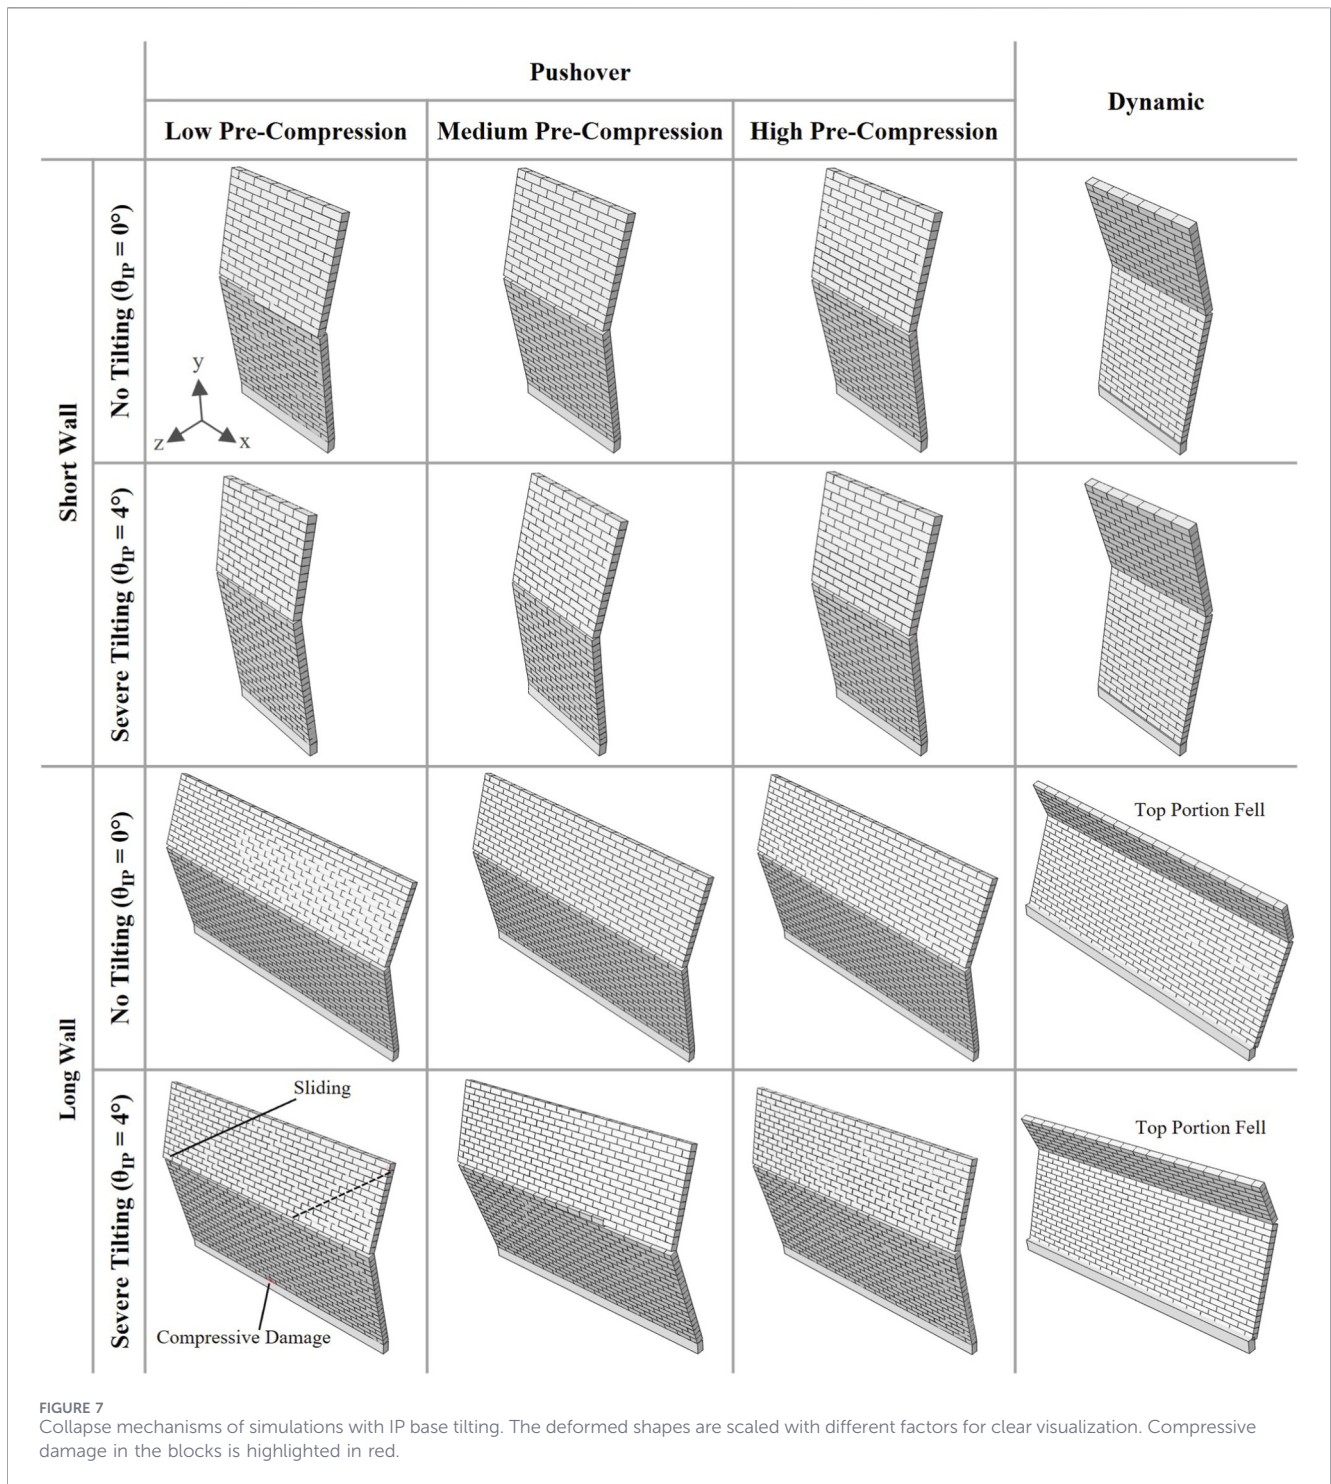 Pushover
Dynamic
Low Pre-Compression
Medium Pre-Compression
High Pre-Compression
Short Wall
No Tilting (θIP = 0°)
y
z
x
Severe Tilting (θIP = 4°)
Long Wall
No Tilting (θIP = 0°)
Top Portion Fell
Severe Tilting (θIP = 4°)
Sliding
Compressive Damage
Top Portion Fell
FIGURE 7
Collapse mechanisms of simulations with IP base tilting. The deformed shapes are scaled with different factors for clear visualization. Compressive
damage in the blocks is highlighted in red.